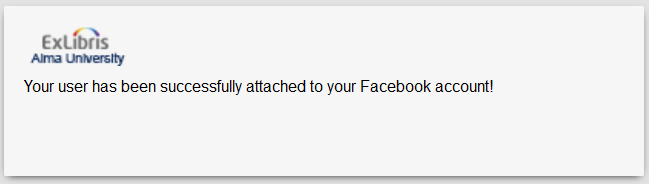 ExLibris
Alma University
Your user has been successfully attached to your Facebook account!